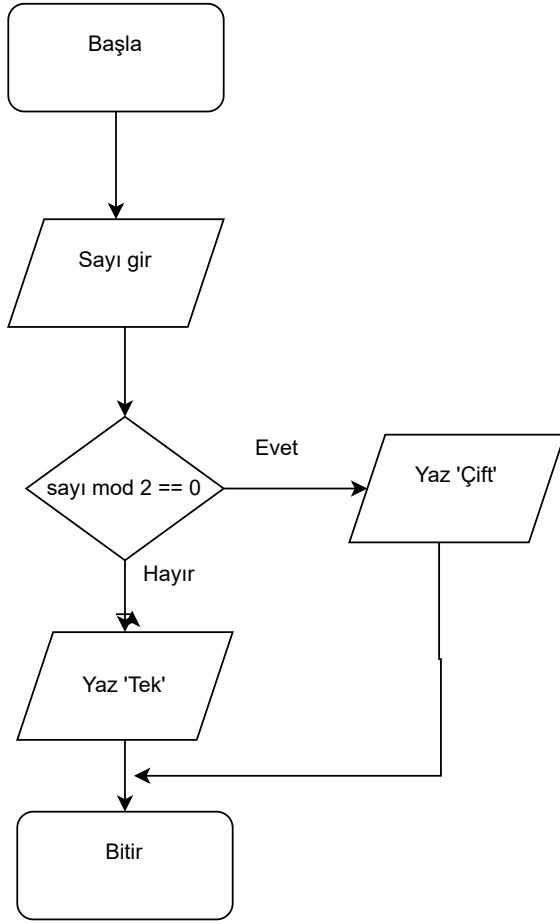 Başla
Sayı gir
sayı mod 2 == 0
Evet
Yaz 'Çift'
Hayır
Yaz 'Tek'
Bitir